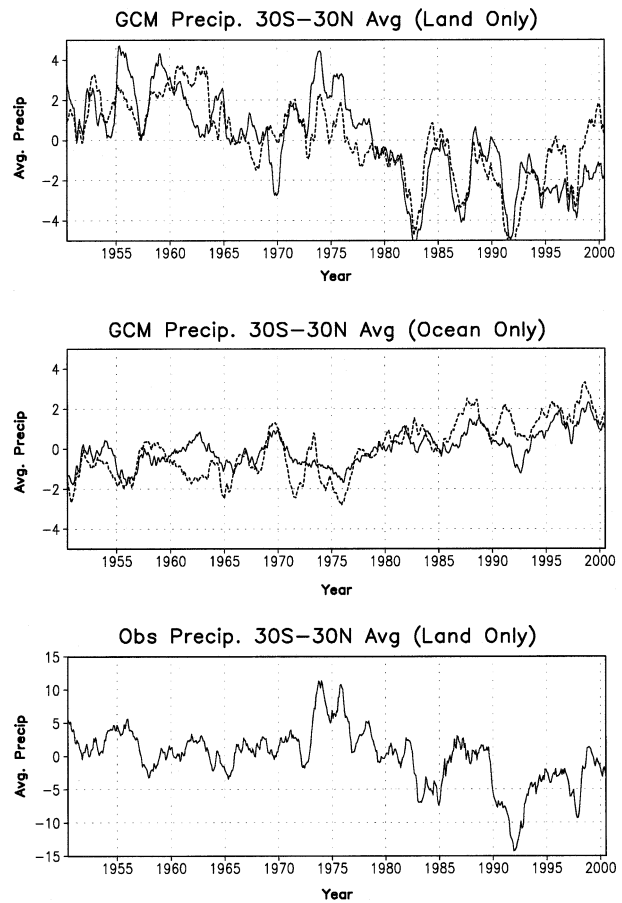 GCM Precip. 30S−30N Avg (Land Only)
Avg. Precip
4
2
0
−2
−4
1955 1960 1965 1970 1975 1980 1985 1990 1995 2000
Year
GCM Precip. 30S−30N Avg (Ocean Only)
Avg. Precip
4
2
0
−2
−4
1955 1960 1965 1970 1975 1980 1985 1990 1995 2000
Year
Obs Precip. 30S−30N Avg (Land Only)
Avg. Precip
15
10
5
0
−5
−10
−15
1955 1960 1965 1970 1975 1980 1985 1990 1995 2000
Year